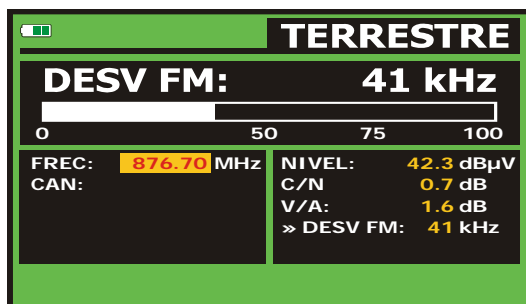 TERRESTRE
DESV FM: 41 kHz
0 50 75 100
FREC: 876.70 MHz
CAN:
NIVEL: 42.3 dBµV
C/N 0.7 dB
V/A: 1.6 dB
» DESV FM: 41 kHz